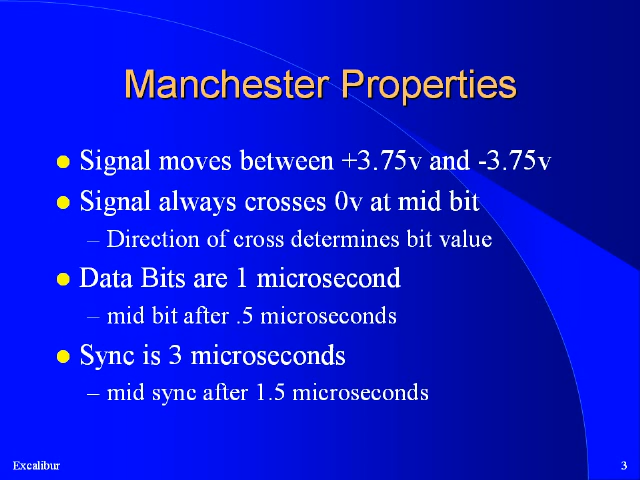 Manchester Properties
Signal moves between +3.75v and -3.75v
Signal always crosses 0v at mid bit
– Direction of cross determines bit value
Data Bits are 1 microsecond
– mid bit after .5 microseconds
Sync is 3 microseconds
– mid sync after 1.5 microseconds
Excalibur
3